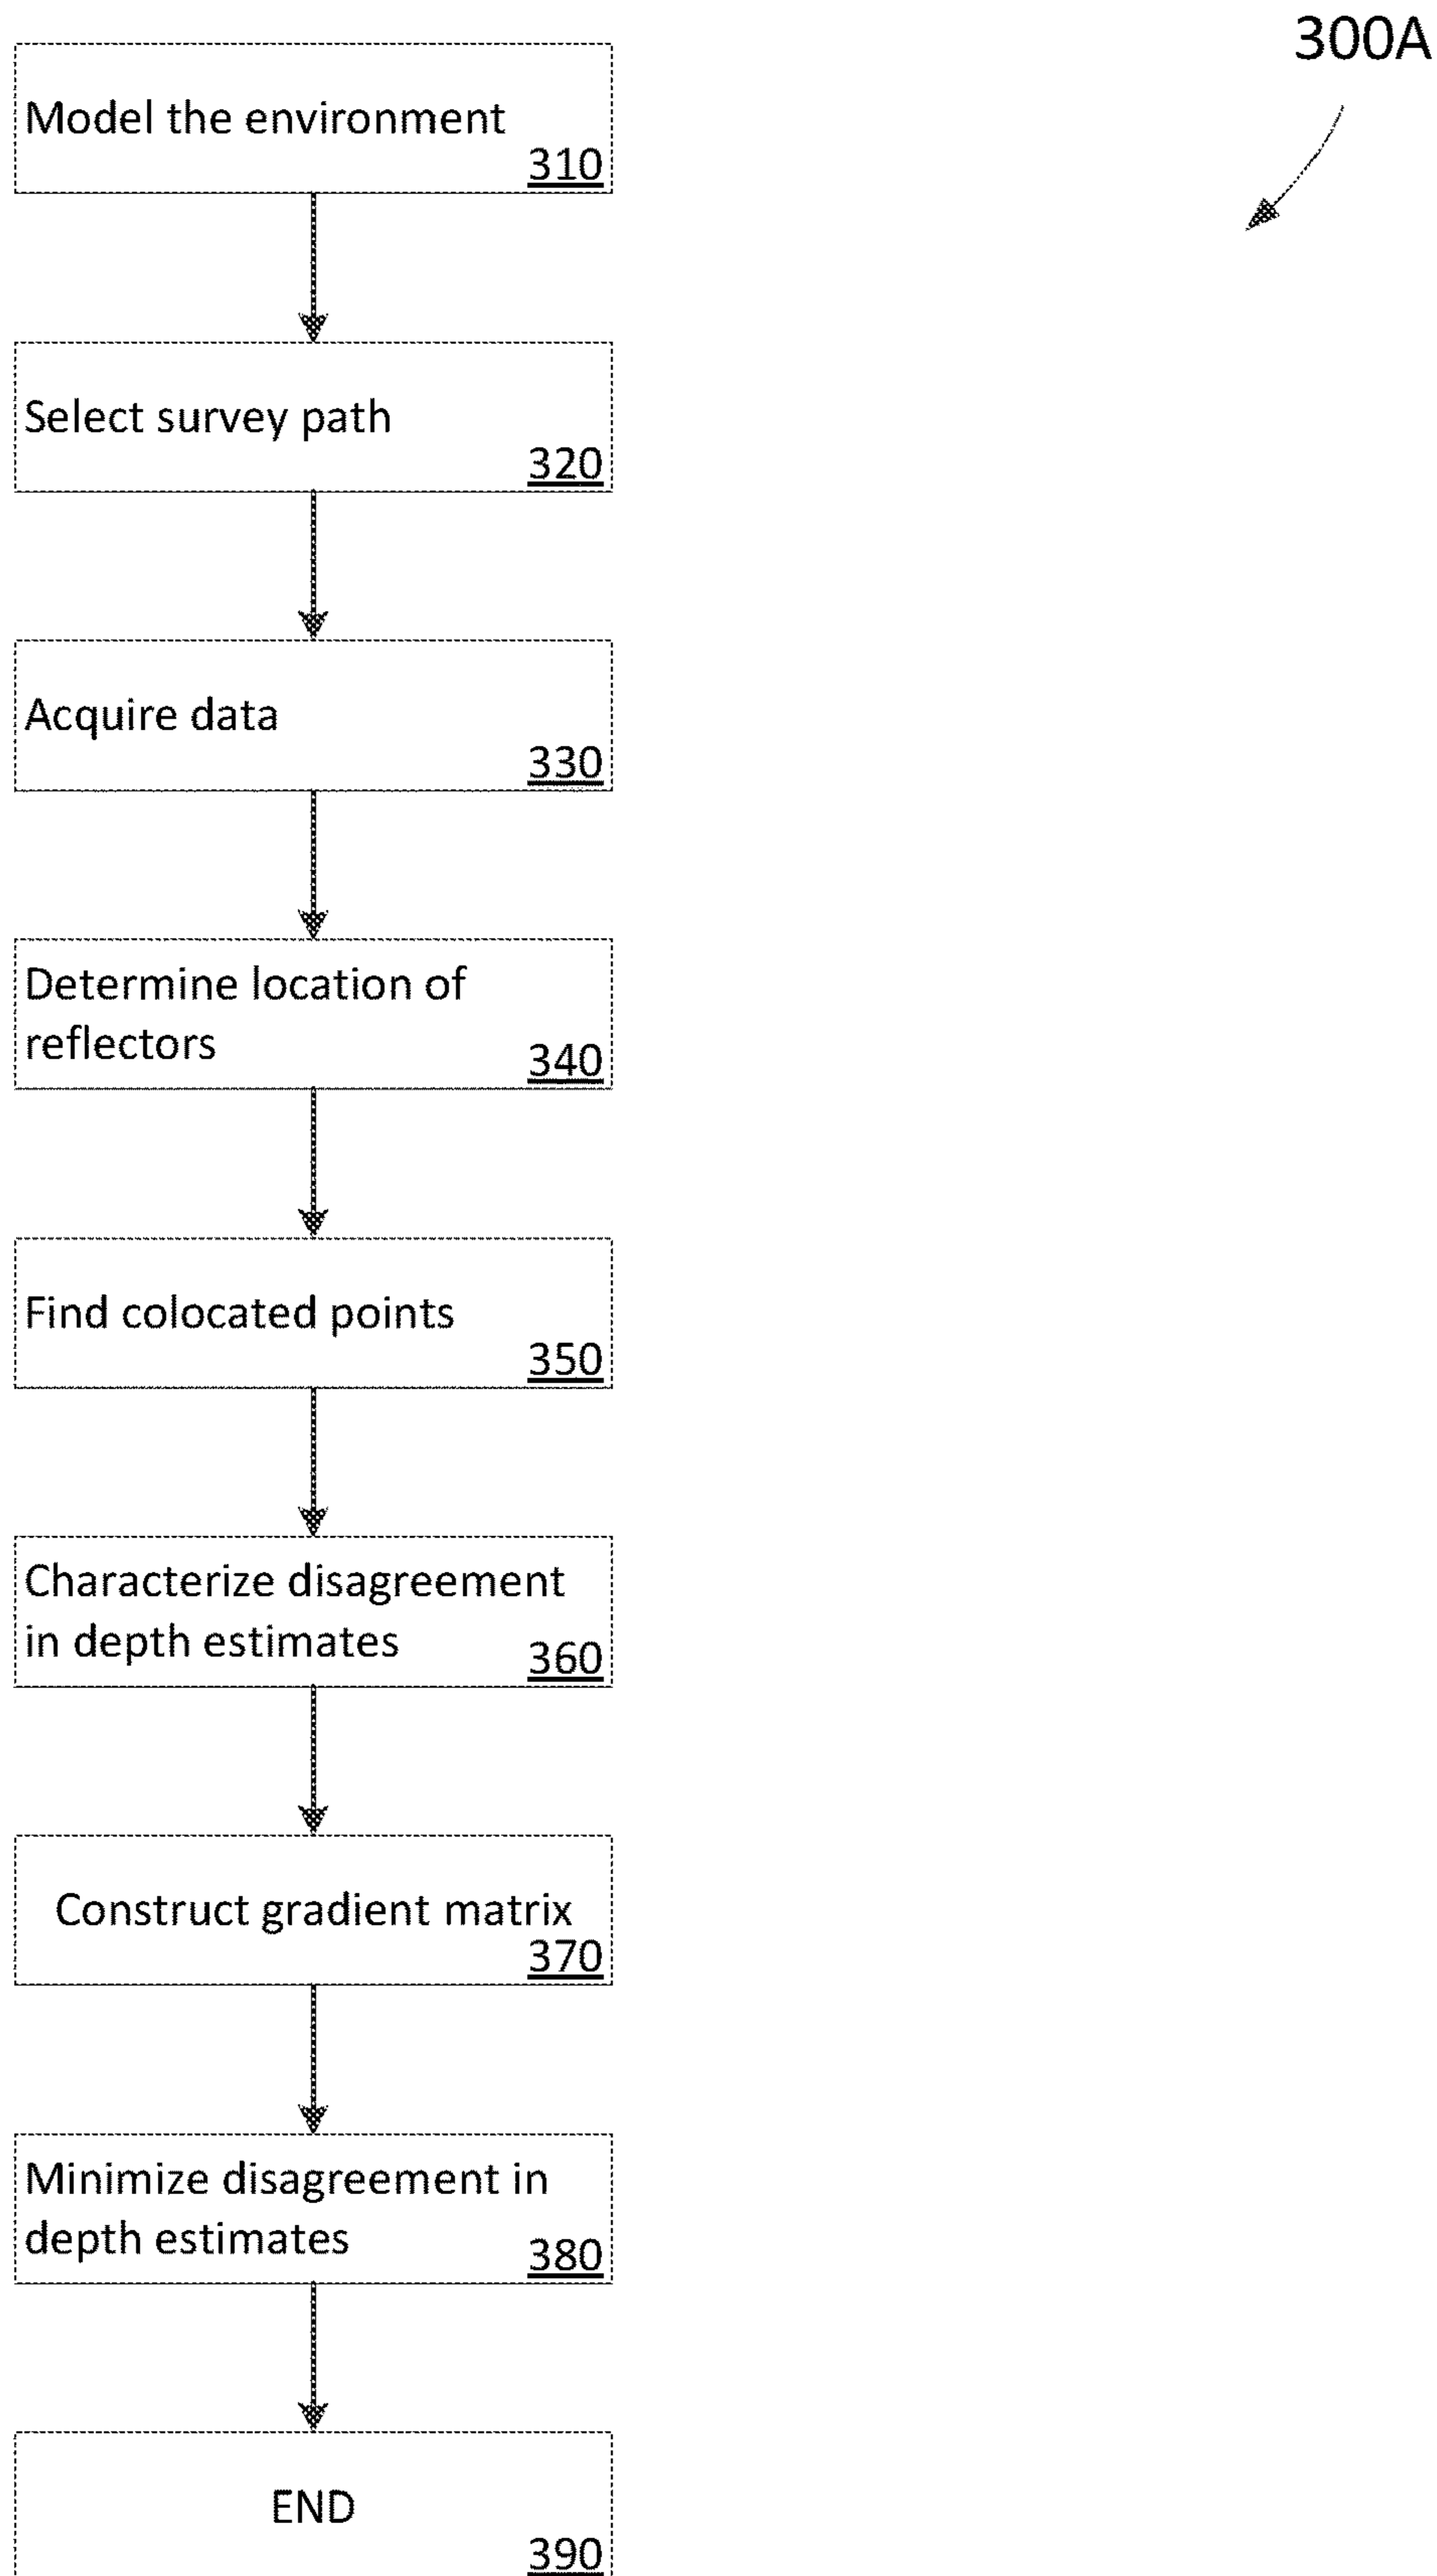 300A
Model the environment
310
Select survey path
320
Acquire data
330
Determine location of
reflectors
340
Find colocated points
350
Characterize disagreement
in depth estimates
360
Construct gradient matrix
370
Minimize disagreement in
depth estimates
380
END
390